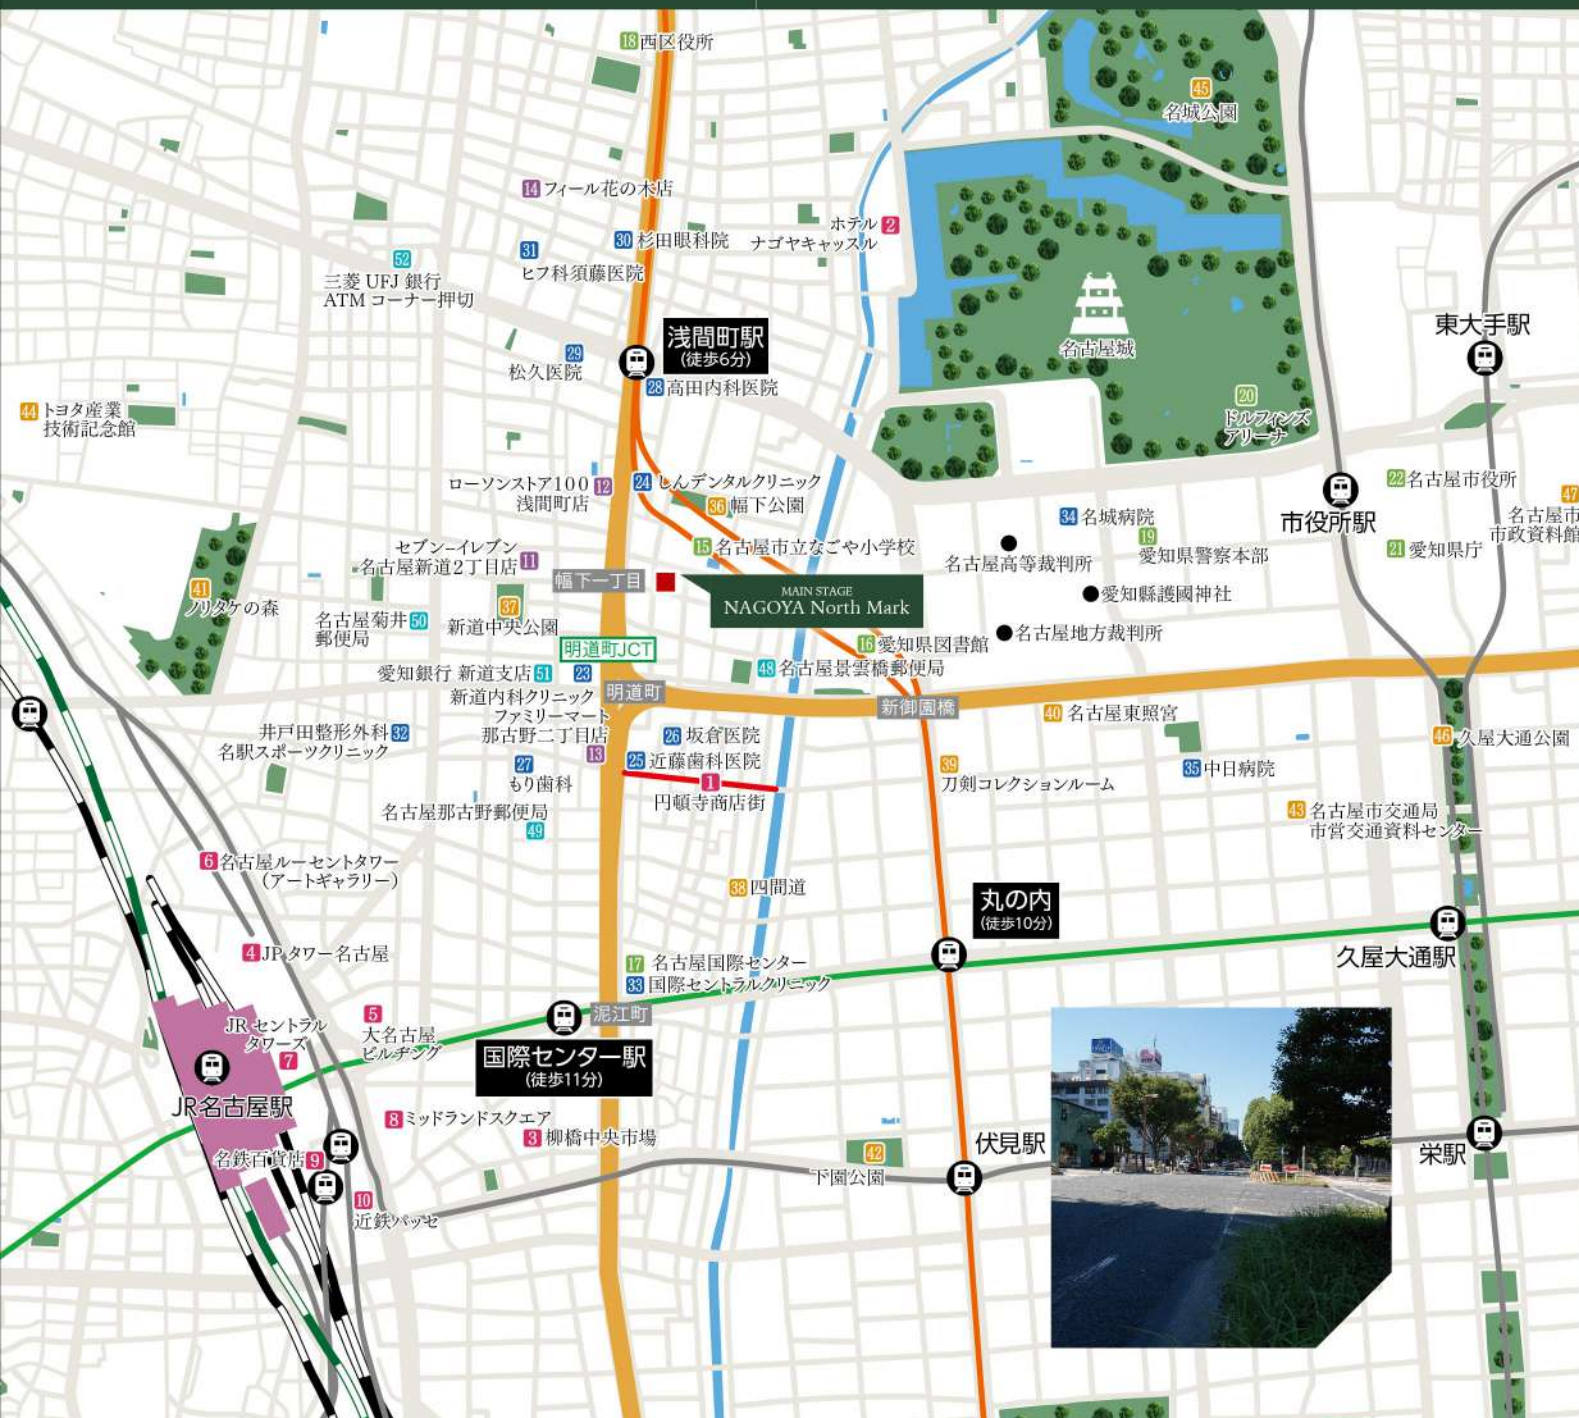 18 西区役所
45
名城公園
14 フィール花の木店
ホテル 2
ナゴヤキャッスル
30 杉田眼科院
31
ヒフ科須藤医院
52
三菱 UFJ 銀行
ATM コーナー押切
浅間町駅
(徒歩6分)
東大手駅
名古屋城
29
松久医院
28 高田内科医院
20
ドルフィンズ
アリーナ
44 トヨタ産業
技術記念館
ローソンストア100 12
浅間町店
24 しんデンタルクリニック
36 幅下公園
22 名古屋市役所
47
名古屋市
市政資料館
市役所駅
34 名城病院
19
愛知県警察本部
21 愛知県庁
15 名古屋市立なごや小学校
名古屋高等裁判所
セブン-イレブン
名古屋新道2丁目店 11
幅下一丁目
MAIN STAGE
NAGOYA North Mark
愛知縣護國神社
41
ノリタケの森
37
新道中央公園
名古屋菊井 50
郵便局
名古屋地方裁判所
16 愛知県図書館
明道町JCT
48 名古屋景雲橋郵便局
愛知銀行 新道支店 51
23
新道内科クリニック
明道町
新御園橋
ファミリーマート
那古野二丁目店
13
40 名古屋東照宮
井戸田整形外科 32
名駅スポーツクリニック
26 坂倉医院
25 近藤歯科医院
46 久屋大通公園
27
もり歯科
1
円頓寺商店街
39
刀剣コレクションルーム
35 中日病院
名古屋那古野郵便局
49
43 名古屋市交通局
市営交通資料センター
6 名古屋ルーセントタワー
(アートギャラリー)
38 四間道
丸の内
(徒歩10分)
4 JP タワー名古屋
17 名古屋国際センター
33 国際セントラルクリニック
久屋大通駅
泥江町
5
大名古屋
ビルヂング
JR セントラル
タワーズ
7
国際センター駅
(徒歩11分)
JR名古屋駅
8 ミッドランドスクエア
3 柳橋中央市場
伏見駅
栄駅
名鉄百貨店 9
42
下園公園
10
近鉄パッセ